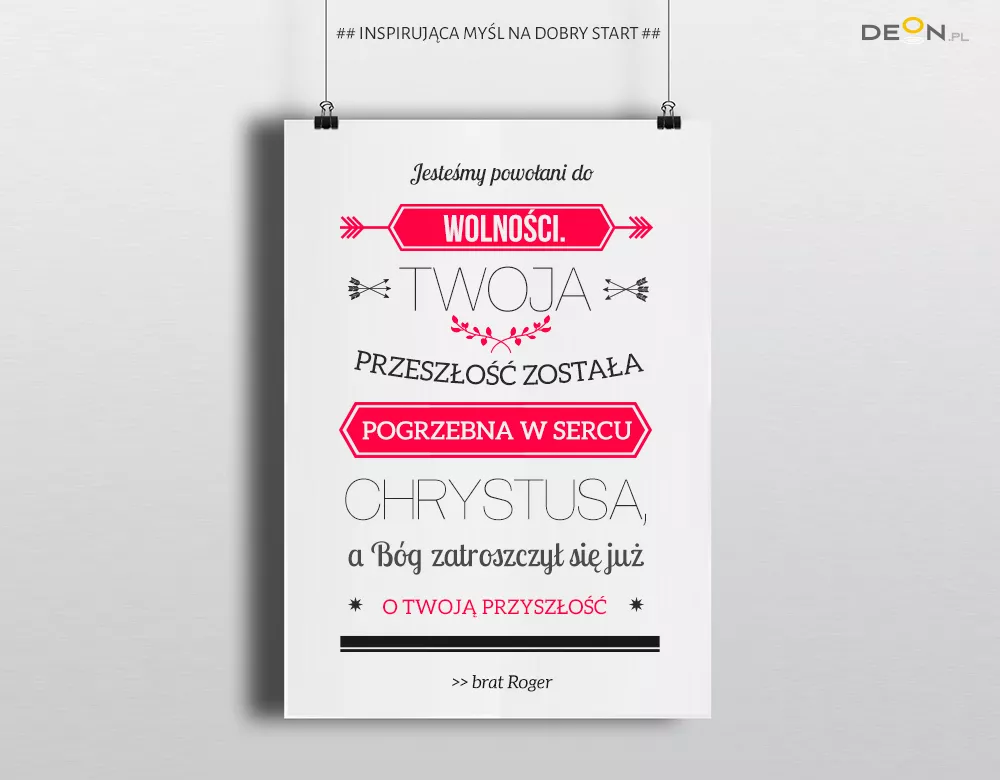 ## INSPIRUJĄCA MYŚL NA DOBRY START ##
DEON.PL
Jesteśmy powołani do
WOLNOŚCI.
TWOJA
PRZESZŁOŚĆ ZOSTAŁA
POGRZEBNA W SERCU
CHRYSTUSA,
a Bóg zatroszczył się już
O TWOJĄ PRZYSZŁOŚĆ
>> brat Roger